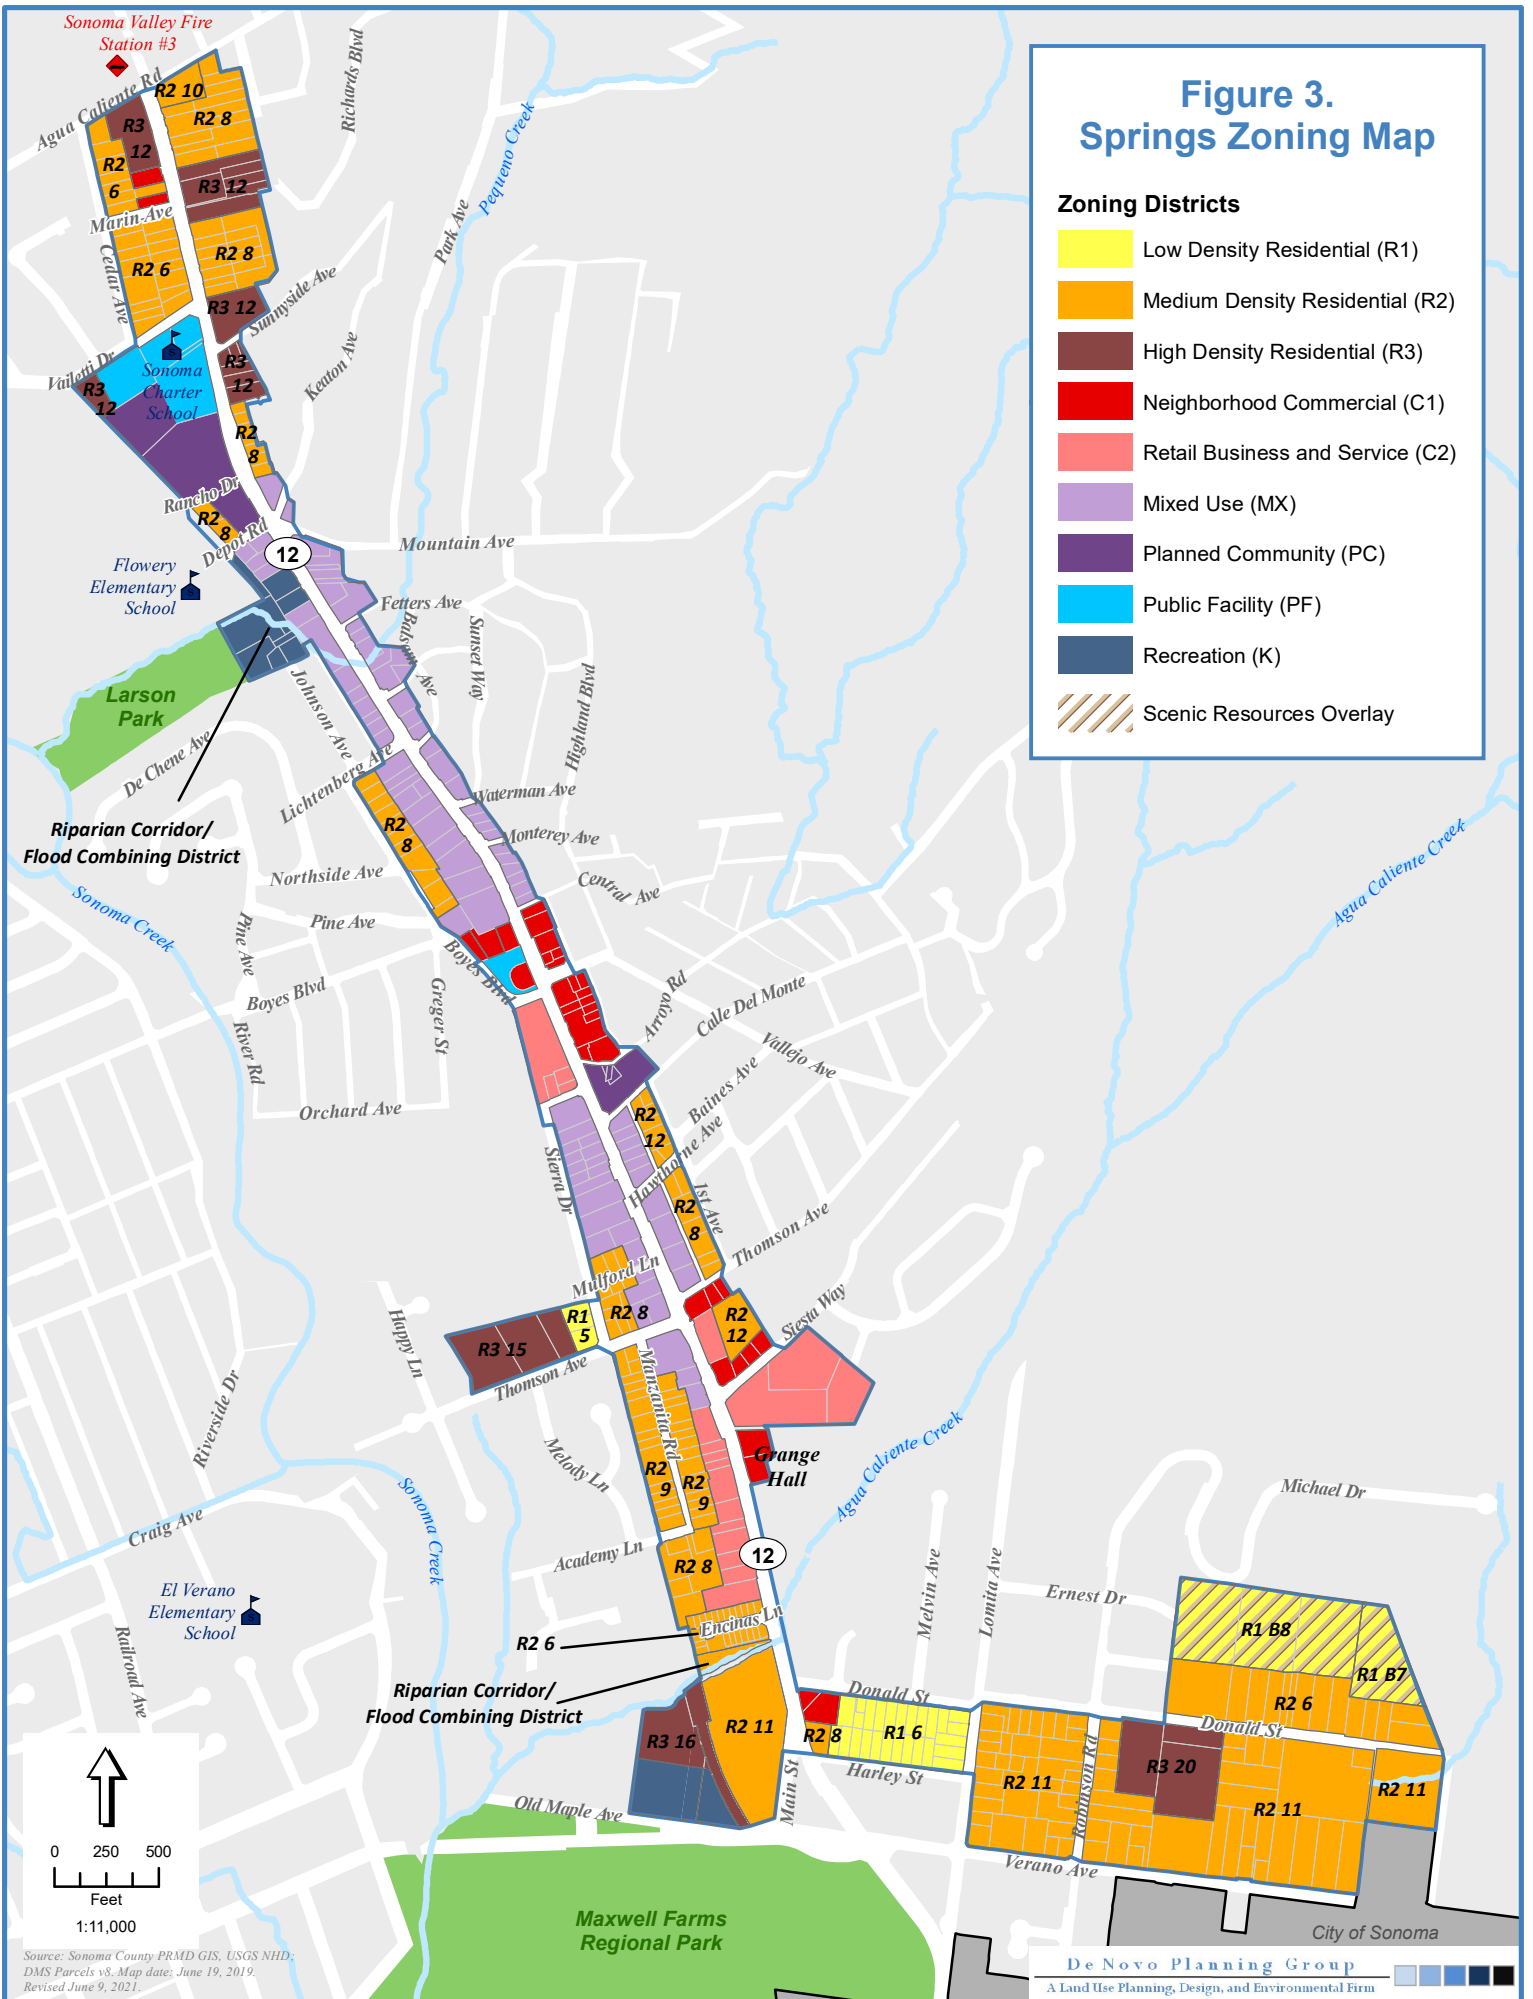 Sonoma Valley Fire
Station #3
Agua Caliente Rd
Richards Blvd
Pequeno Creek
Park Ave
R2 10
R2 8
R3
12
R2
6
R3 12
Marin Ave
Cedar Ave
R2 6
R2 8
R3 12
Sunnyside Ave
Keaton Ave
Vailetti Dr
Sonoma
Charter
School
R3
12
R3
12
R2
8
Rancho Dr
R2
8
Depot Rd
12
Mountain Ave
Flowery
Elementary
School
Fetters Ave
Balsam Ave
Sunset Way
Highland Blvd
Larson
Park
Johnson Ave
De Chene Ave
Lichtenberg Ave
Waterman Ave
Monterey Ave
Riparian Corridor/
Flood Combining District
R2
8
Northside Ave
Central Ave
Sonoma Creek
Pine Ave
Pine Ave
Boyes Blvd
Boyes Blvd
Greger St
River Rd
Orchard Ave
Arroyo Rd
Calle Del Monte
Vallejo Ave
Baines Ave
Hawthorne Ave
Agua Caliente Creek
R2
12
Sierra Dr
R2
8
1st Ave
Thomson Ave
Mulford Ln
R2 8
R1
5
R3 15
Thomson Ave
Happy Ln
Riverside Dr
R2
12
Siesta Way
Manzanita Rd
Melody Ln
R2
9
R2
9
Grange
Hall
Agua Caliente Creek
Craig Ave
Sonoma Creek
Academy Ln
R2 8
12
El Verano
Elementary
School
Railroad Ave
Encinas Ln
R2 6
Riparian Corridor/
Flood Combining District
Melvin Ave
Lomita Ave
Ernest Dr
Michael Dr
R1 B8
R1 B7
R2 6
Donald St
Donald St
R3 16
R2 11
R2 8
R1 6
Harley St
Main St
Old Maple Ave
R2 11
Robinson Rd
R3 20
R2 11
R2 11
Verano Ave
Maxwell Farms
Regional Park
City of Sonoma
Figure 3.
Springs Zoning Map
Zoning Districts
Low Density Residential (R1)
Medium Density Residential (R2)
High Density Residential (R3)
Neighborhood Commercial (C1)
Retail Business and Service (C2)
Mixed Use (MX)
Planned Community (PC)
Public Facility (PF)
Recreation (K)
Scenic Resources Overlay
0 250 500
Feet
1:11,000
Source: Sonoma County PRMD GIS, USGS NHD;
DMS Parcels v8. Map date: June 19, 2019.
Revised June 9, 2021.
De Novo Planning Group
A Land Use Planning, Design, and Environmental Firm